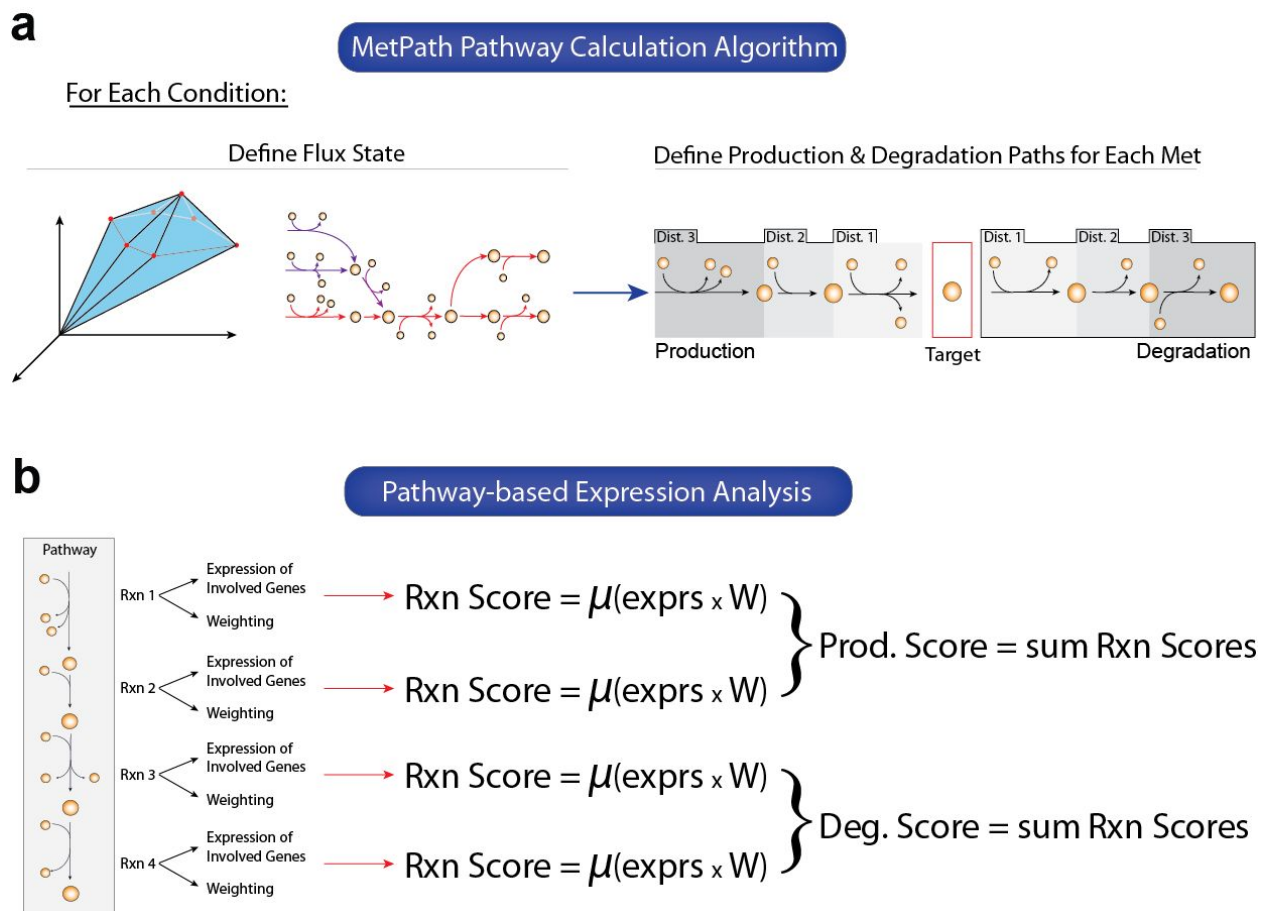 a
MetPath Pathway Calculation Algorithm
For Each Condition:
Define Flux State
Define Production & Degradation Paths for Each Met
Dist. 3
Dist. 2
Dist. 1
Dist. 1
Dist. 2
Dist. 3
Production
Target
Degradation
b
Pathway-based Expression Analysis
Pathway
Rxn 1
Expression of
Involved Genes
Weighting
Rxn Score = μ(exprs x W)
Rxn 2
Expression of
Involved Genes
Weighting
Rxn Score = μ(exprs x W)
Prod. Score = sum Rxn Scores
Rxn 3
Expression of
Involved Genes
Weighting
Rxn Score = μ(exprs x W)
Rxn 4
Expression of
Involved Genes
Weighting
Rxn Score = μ(exprs x W)
Deg. Score = sum Rxn Scores